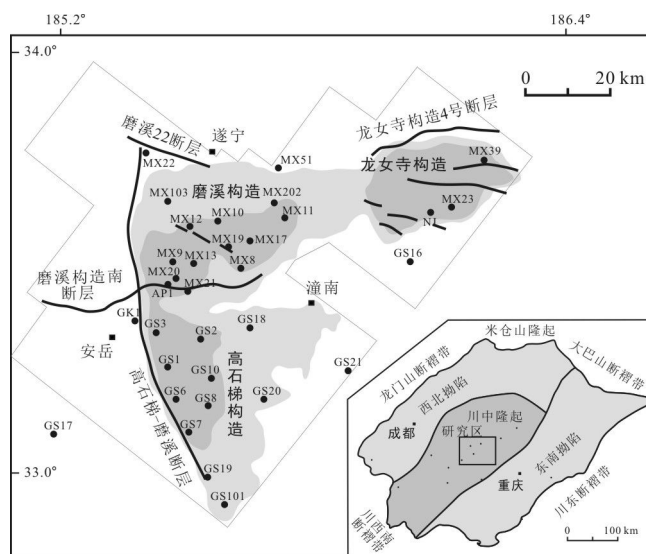 185.2
186.4
34.0°
0 20 km
磨溪22断层
遂宁
龙女寺构造4号断层
MX22
MX51
龙女寺构造
MX39
MX103
磨溪构造
MX202
MX12
MX10
MX11
MX23
N1
MX19
MX17
MX9
MX13
MX8
GS16
MX20
磨溪构造南
断层
AP1
MX21
潼南
GK1
GS3
GS2
GS18
安岳
GS1
GS10
高石梯构造
GS21
GS6
GS8
GS20
高石梯-磨溪断层
GS7
GS17
33.0°
GS19
GS101
米仓山隆起
大巴山断褶带
龙门山断褶带
西北拗陷
川中隆起
成都
研究区
东南拗陷
重庆
川东断褶带
川西南
断褶带
0 100 km